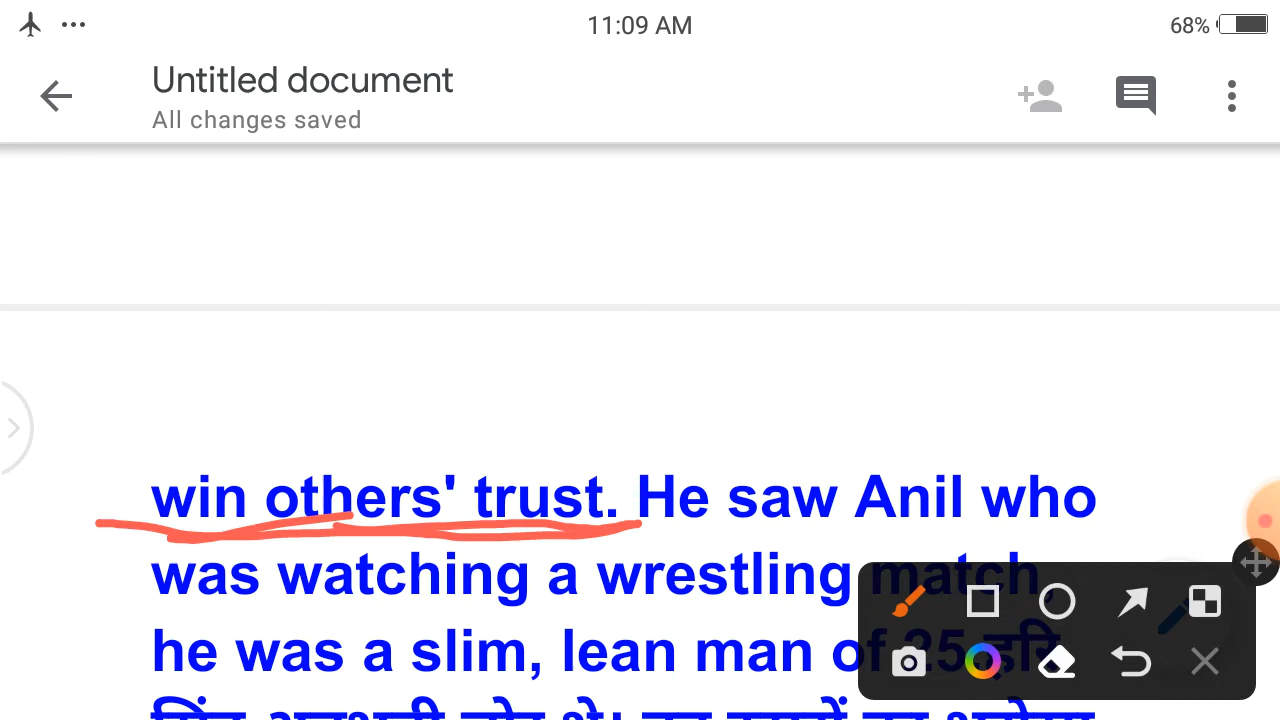 11:09 AM
68%
Untitled document
All changes saved
win others' trust. He saw Anil who
was watching a wrestling match,
he was a slim, lean man of 25.हरि